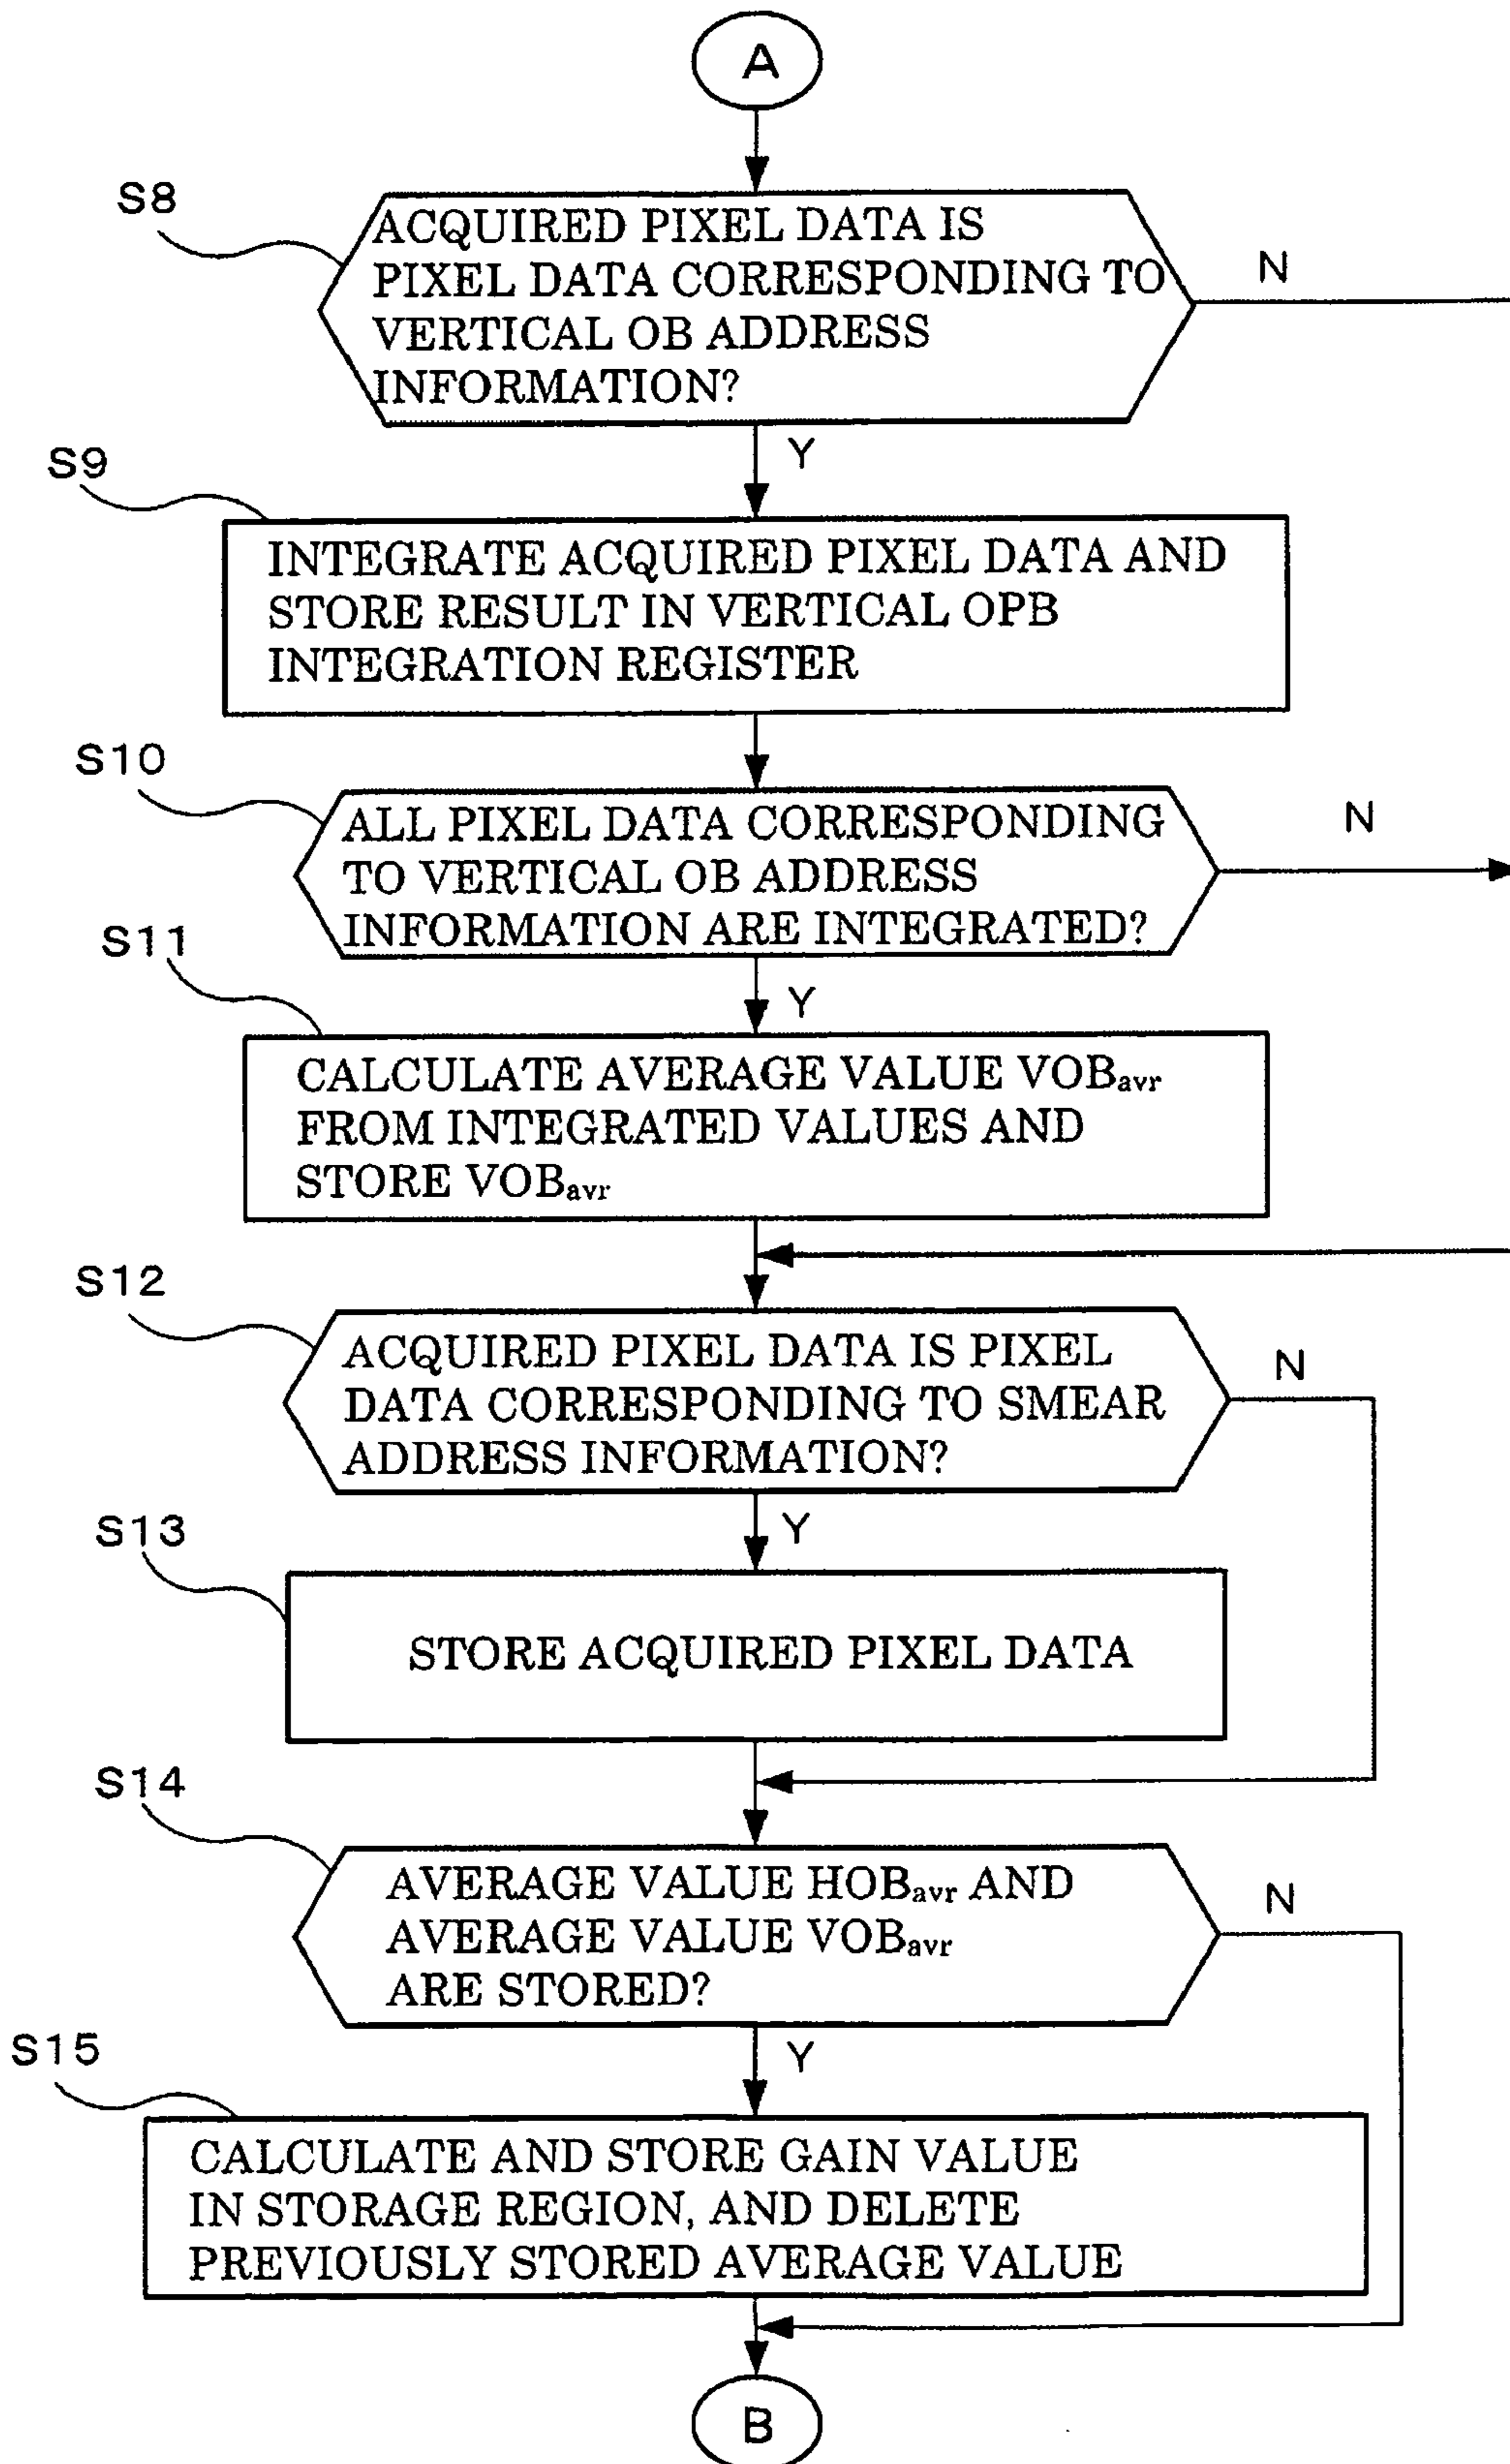 A
S8
ACQUIRED PIXEL DATA IS
PIXEL DATA CORRESPONDING TO
VERTICAL OB ADDRESS
INFORMATION?
N
Y
S9
INTEGRATE ACQUIRED PIXEL DATA AND
STORE RESULT IN VERTICAL OPB
INTEGRATION REGISTER
S10
ALL PIXEL DATA CORRESPONDING
TO VERTICAL OB ADDRESS
INFORMATION ARE INTEGRATED?
N
Y
S11
CALCULATE AVERAGE VALUE VOBavr
FROM INTEGRATED VALUES AND
STORE VOBavr
S12
ACQUIRED PIXEL DATA IS PIXEL
DATA CORRESPONDING TO SMEAR
ADDRESS INFORMATION?
N
Y
S13
STORE ACQUIRED PIXEL DATA
S14
AVERAGE VALUE HOBavr AND
AVERAGE VALUE VOBavr
ARE STORED?
N
Y
S15
CALCULATE AND STORE GAIN VALUE
IN STORAGE REGION, AND DELETE
PREVIOUSLY STORED AVERAGE VALUE
B